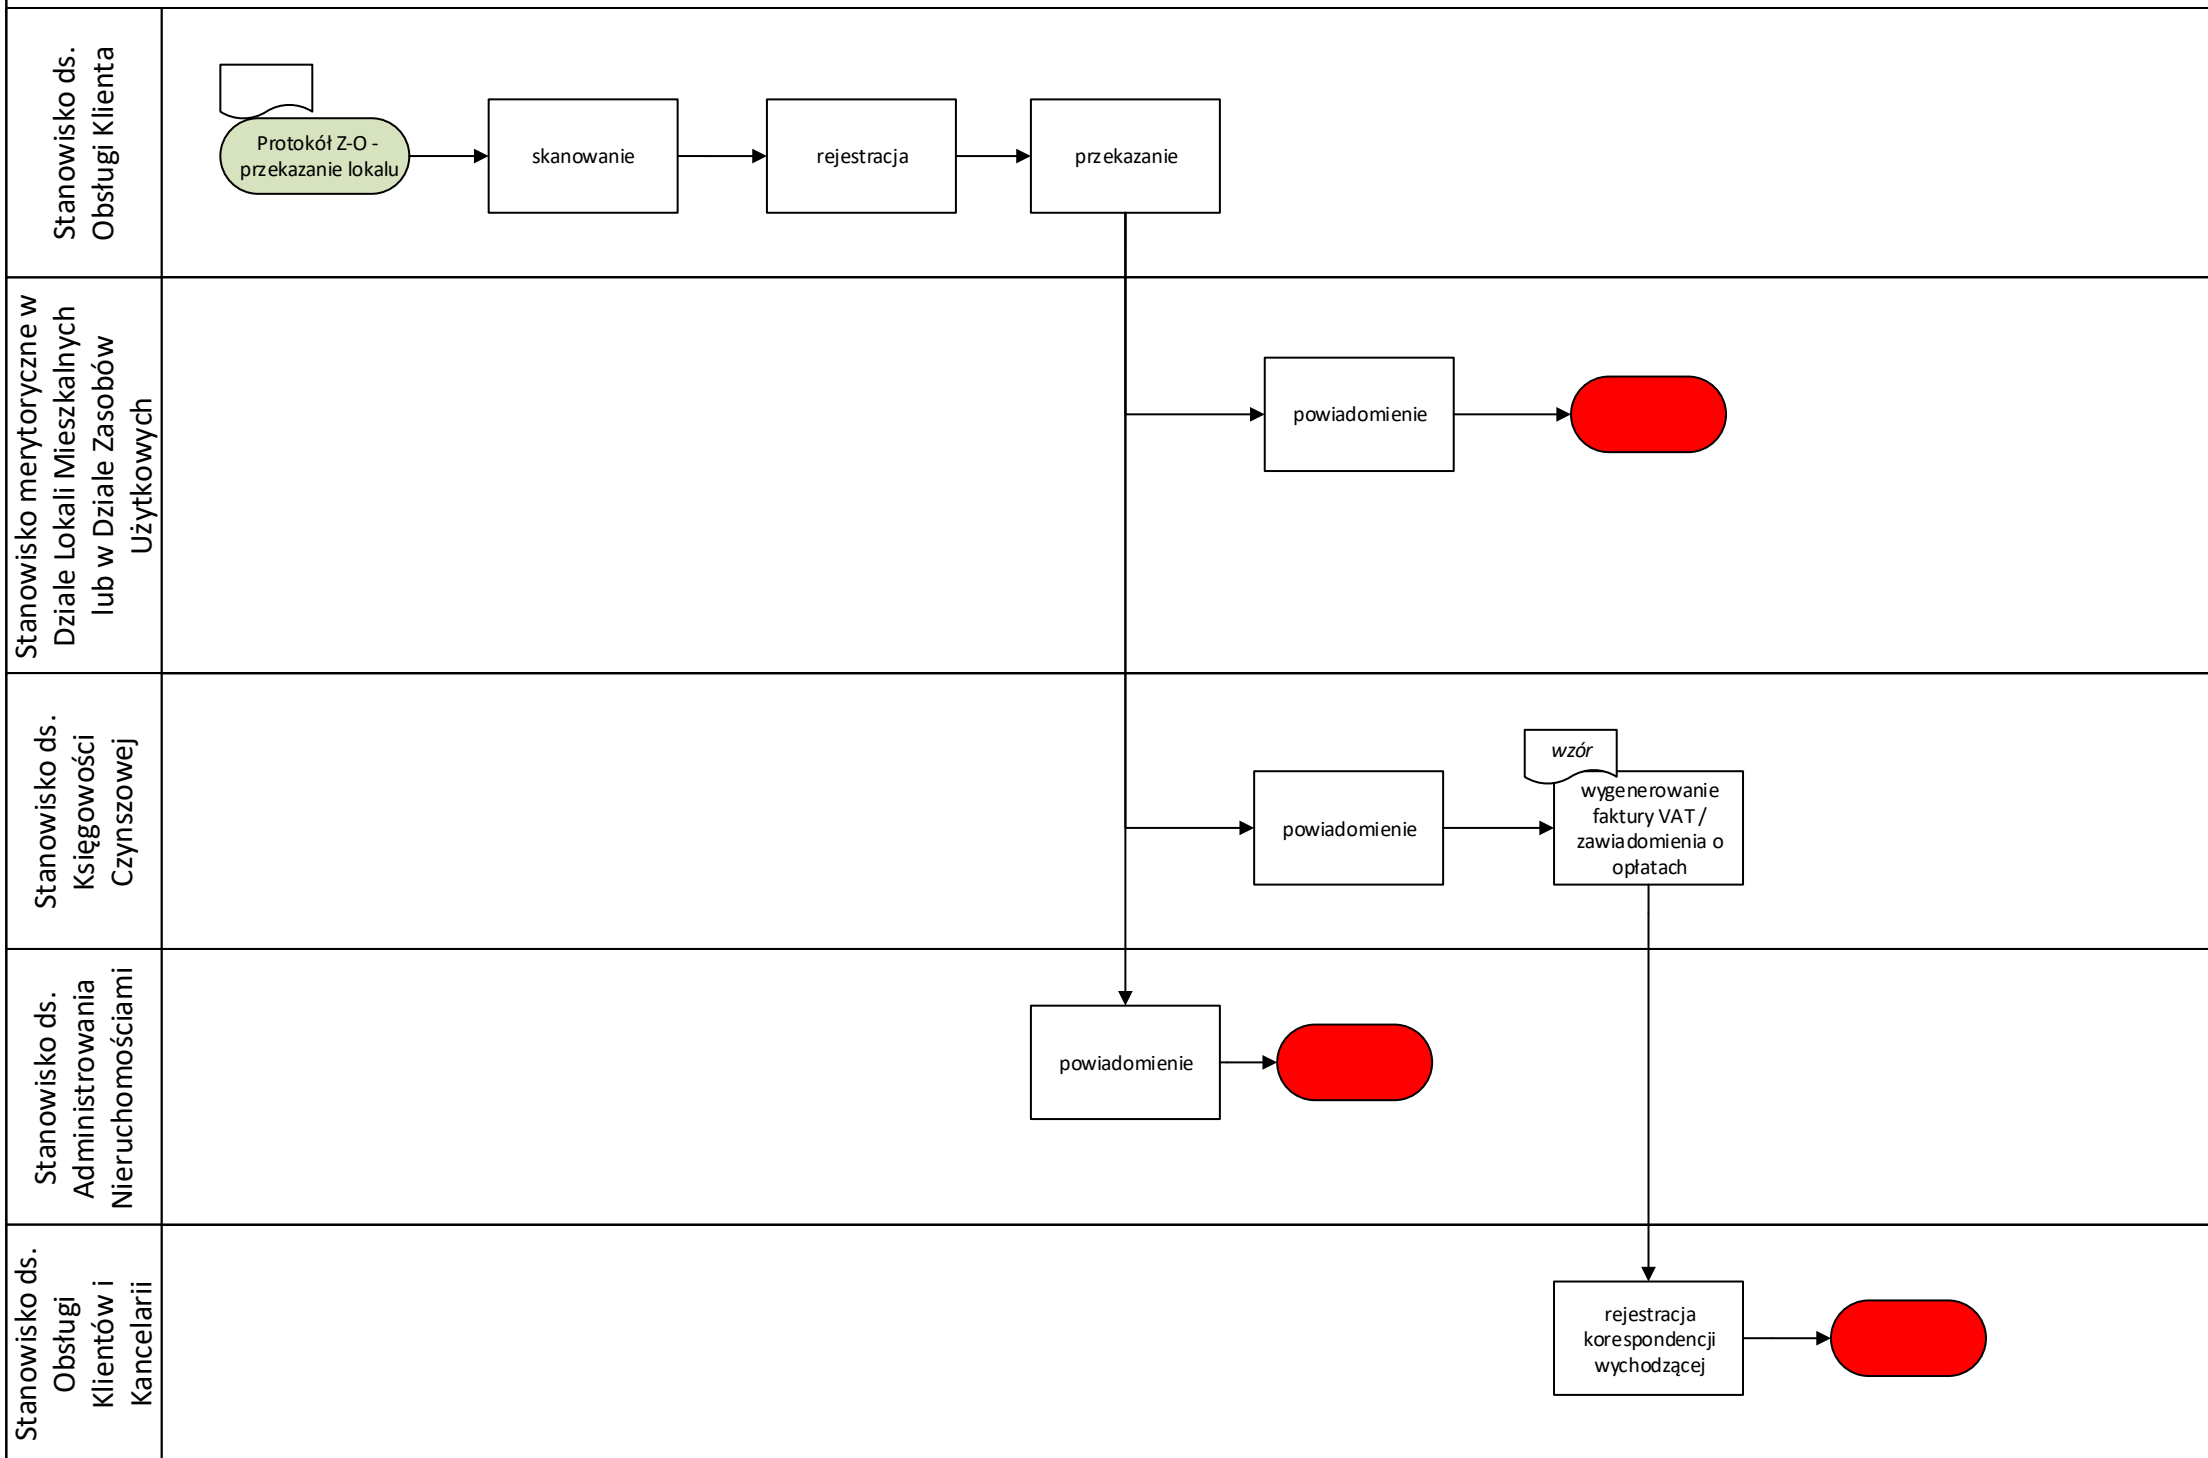 Stanowisko ds.
Obsługi Klienta
Protokół Z-O -
przekazanie lokalu
skanowanie
rejestracja
przekazanie
Stanowisko merytoryczne w
Dziale Lokali Mieszkalnych
lub w Dziale Zasobów
Użytkowych
powiadomienie
Stanowisko ds.
Księgowości
Czynszowej
powiadomienie
wzór
wygenerowanie
faktury VAT /
zawiadomienia o
opłatach
Stanowisko ds.
Administrowania
Nieruchomościami
powiadomienie
Stanowisko ds.
Obsługi
Klientów i
Kancelarii
rejestracja
korespondencji
wychodzącej